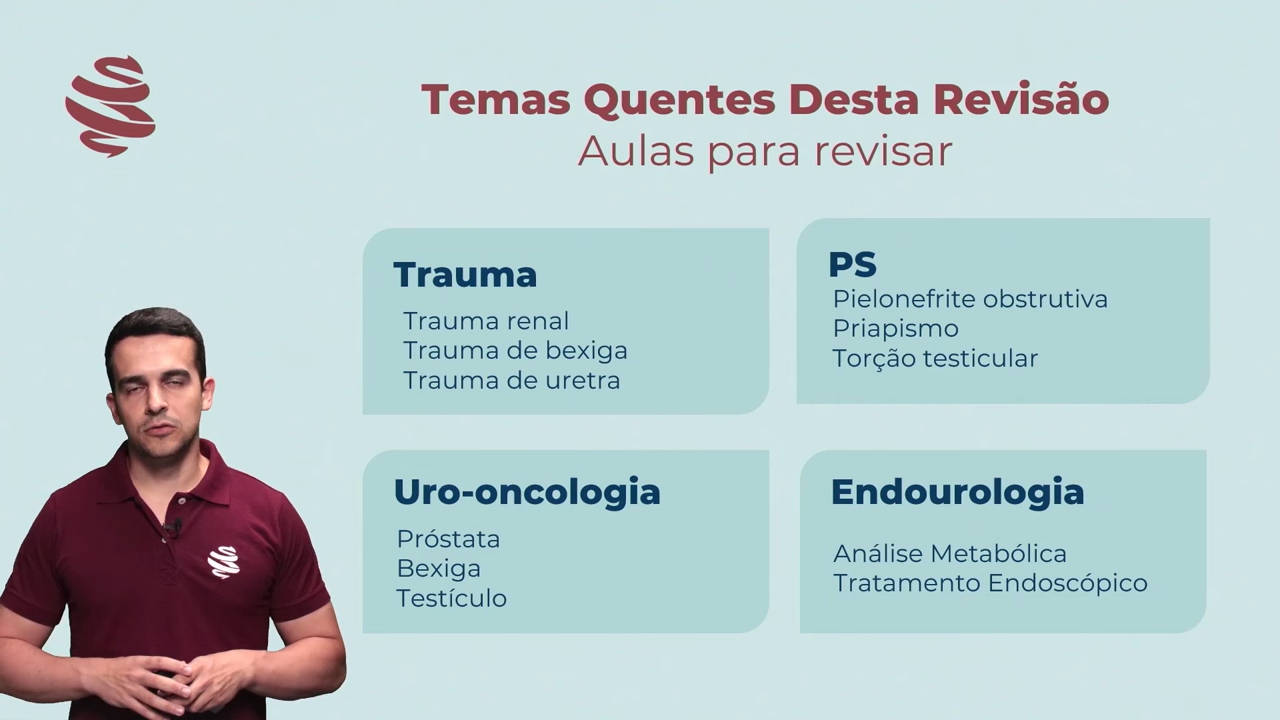 Temas Quentes Desta Revisão
Aulas para revisar
Trauma
Trauma renal
Trauma de bexiga
Trauma de uretra
PS
Pielonefrite obstrutiva
Priapismo
Torção testicular
Uro-oncologia
Próstata
Bexiga
Testículo
Endourologia
Análise Metabólica
Tratamento Endoscópico